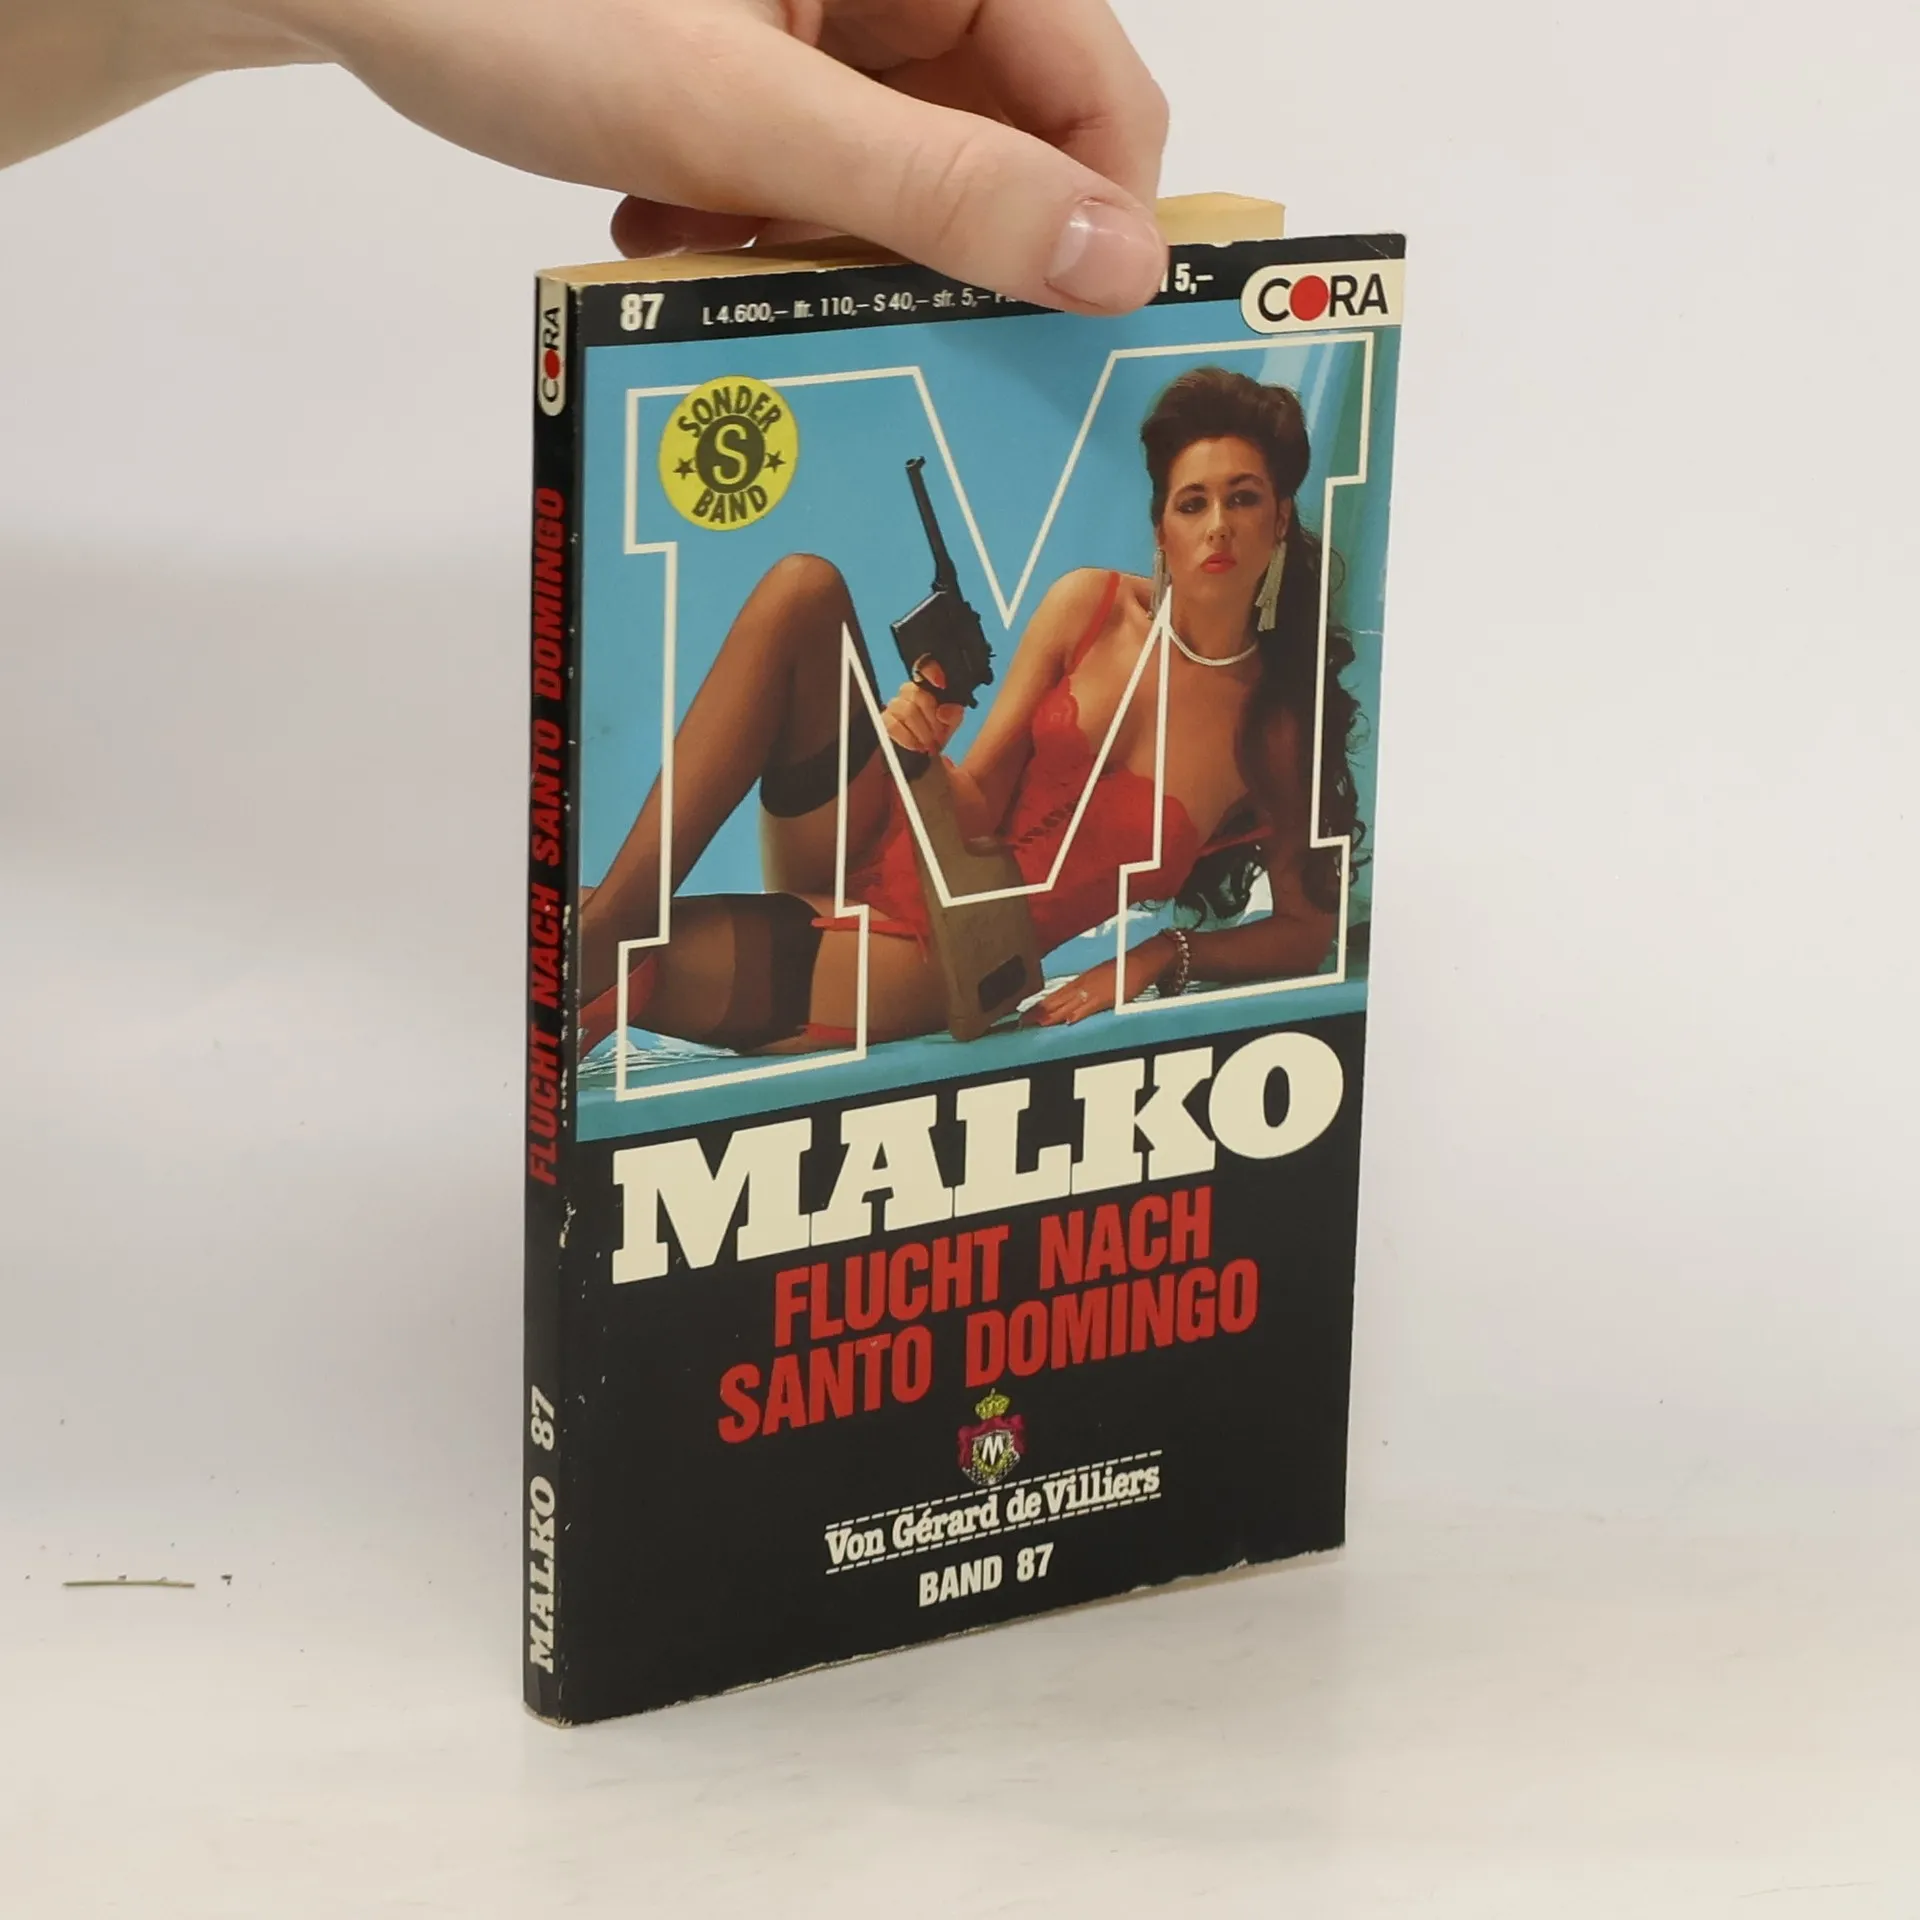 87
L 4.600,– lfr. 110,– S 40,– sfr. 5,–
5,–
CORA
SONDER
S
BAND
MALKO
FLUCHT NACH
SANTO DOMINGO
M
Von Gérard de Villiers
BAND 87
CORA
FLUCHT NACH SANTO DOMINGO
MALKO 87